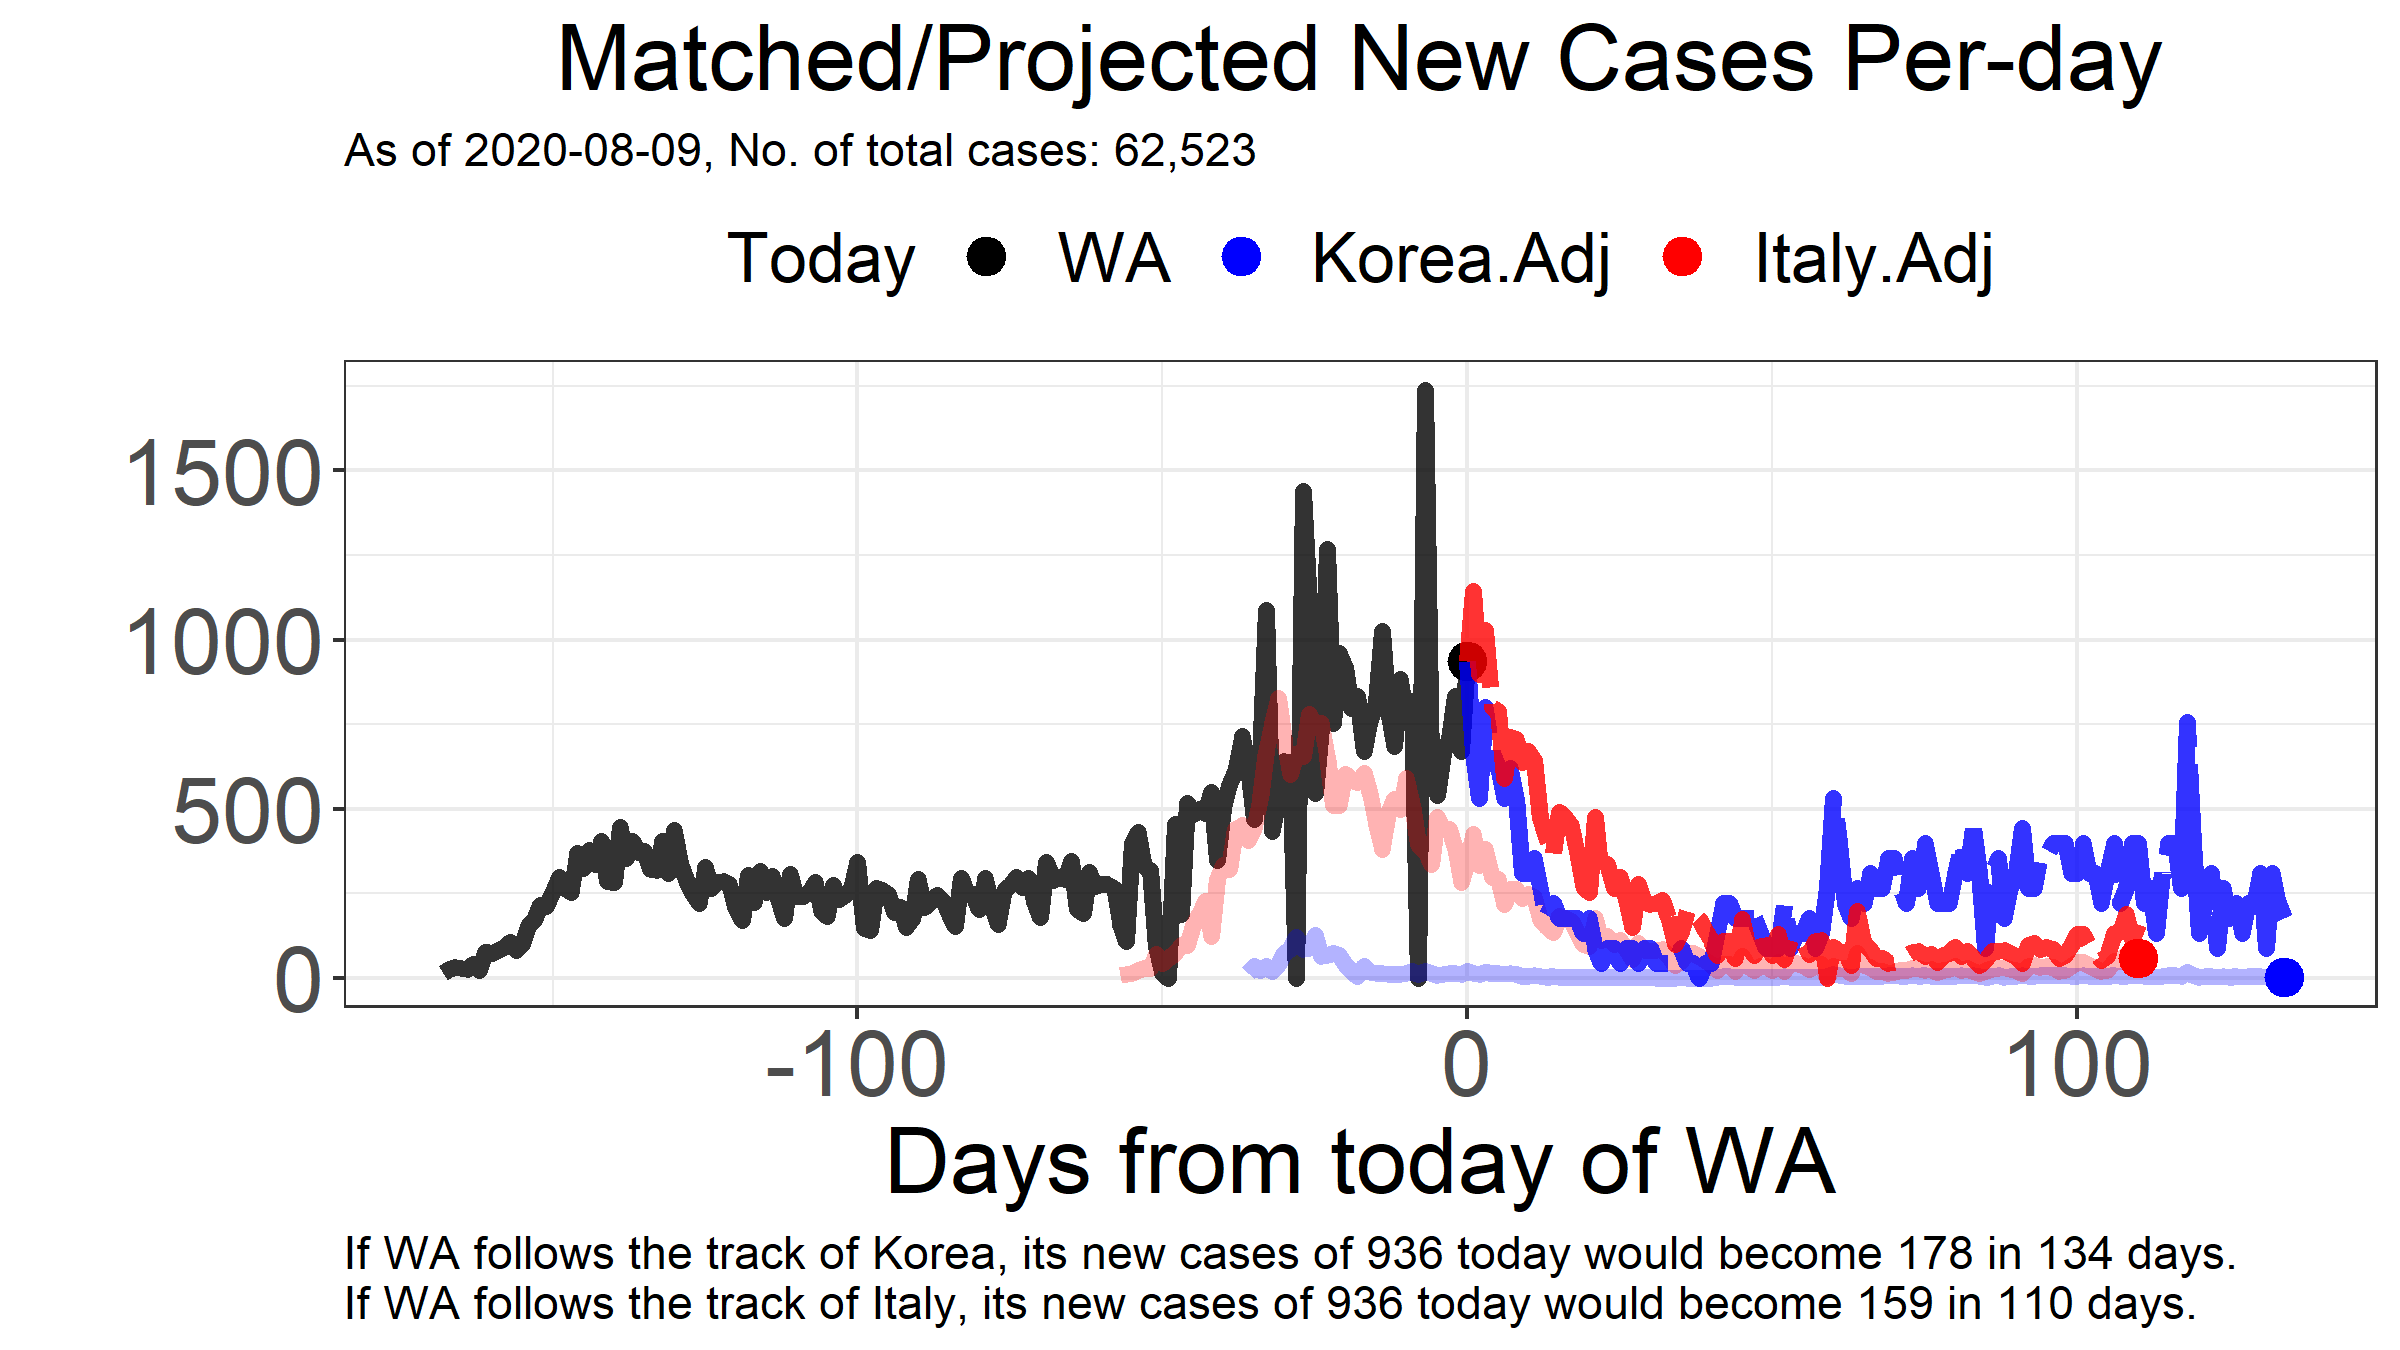 Matched/Projected New Cases Per-day
As of 2020-08-09, No. of total cases: 62,523
Today WA Korea.Adj Italy.Adj
1500
1000
500
0
-100 0 100
Days from today of WA
If WA follows the track of Korea, its new cases of 936 today would become 178 in 134 days.
If WA follows the track of Italy, its new cases of 936 today would become 159 in 110 days.